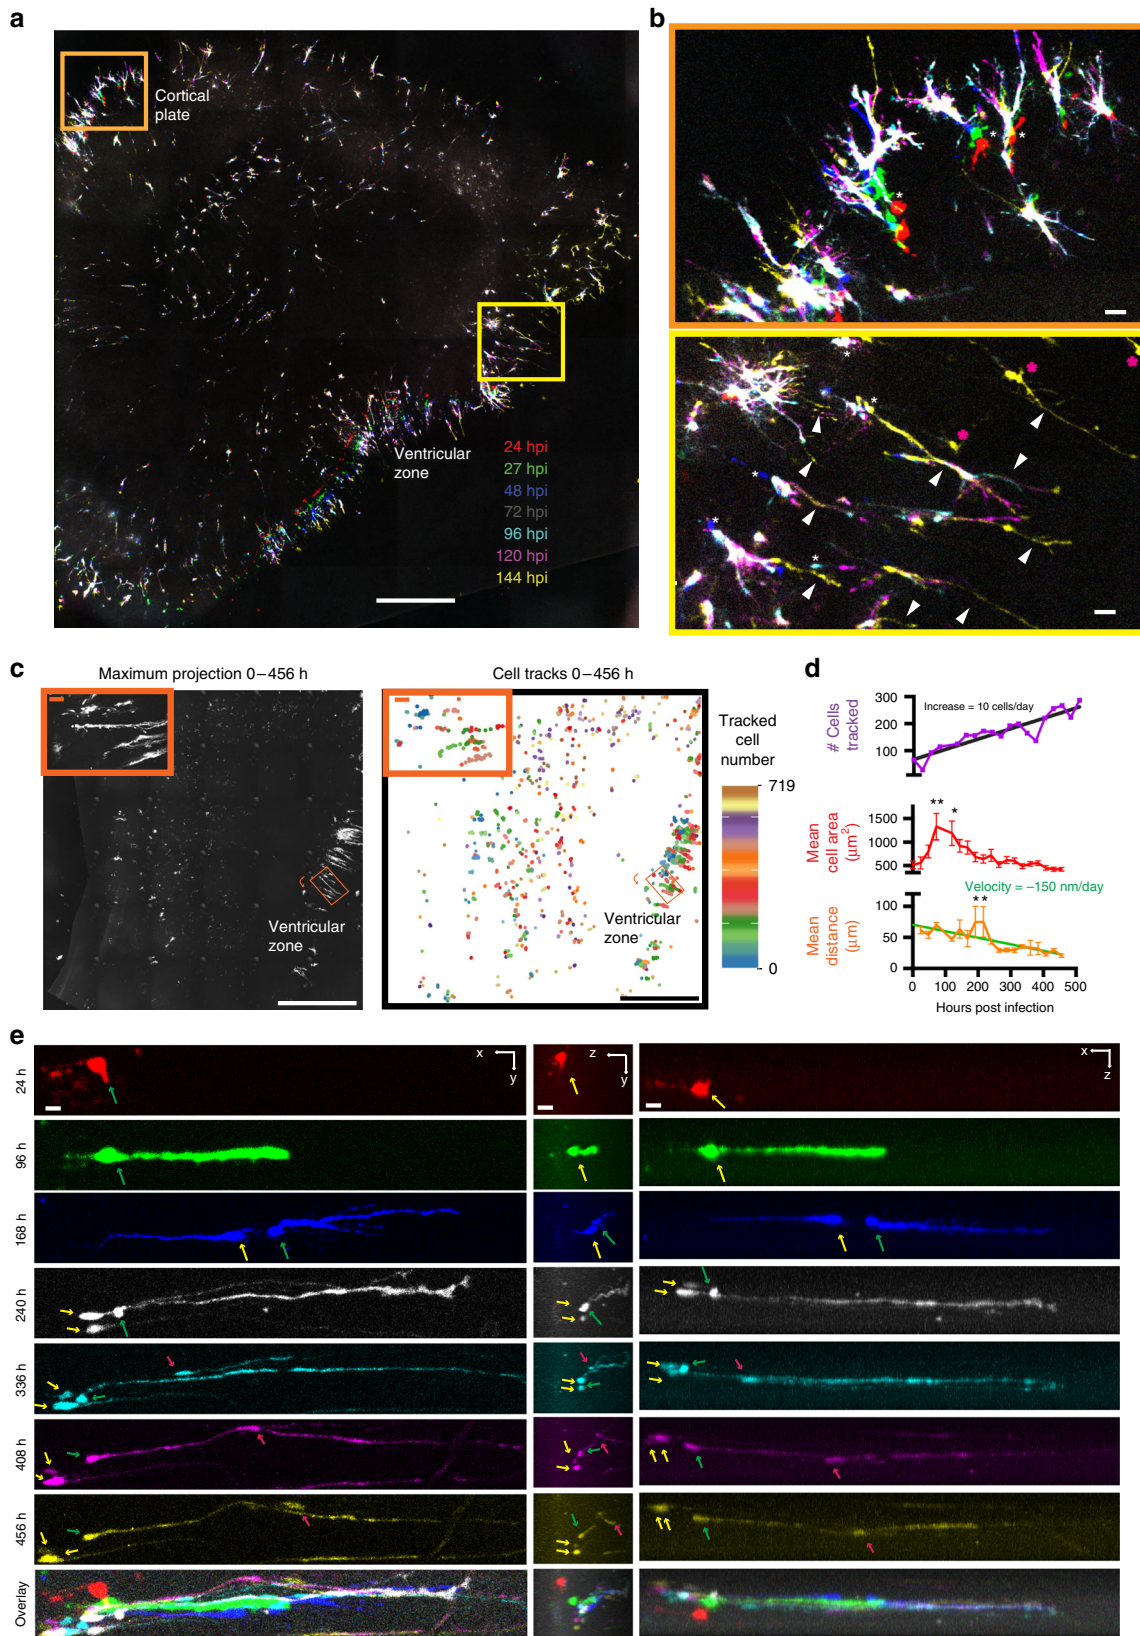 a
Cortical
plate
Ventricular
zone
24 hpi
27 hpi
48 hpi
72 hpi
96 hpi
120 hpi
144 hpi
b
* * * *
* * * * * * * *
c
Maximum projection 0–456 h
Ventricular
zone
Cell tracks 0–456 h
Ventricular
zone
Tracked
cell
number
719
0
d
# Cells
tracked
300
200
100
Increase = 10 cells/day
Mean
cell area
(µm²)
1500
1000
500
** *
Velocity = –150 nm/day
Mean
distance
(µm)
100
50
0
**
0 100 200 300 400 500
Hours post infection
e
24 h
x
y
z
y
x
z
96 h
168 h
240 h
336 h
408 h
456 h
Overlay